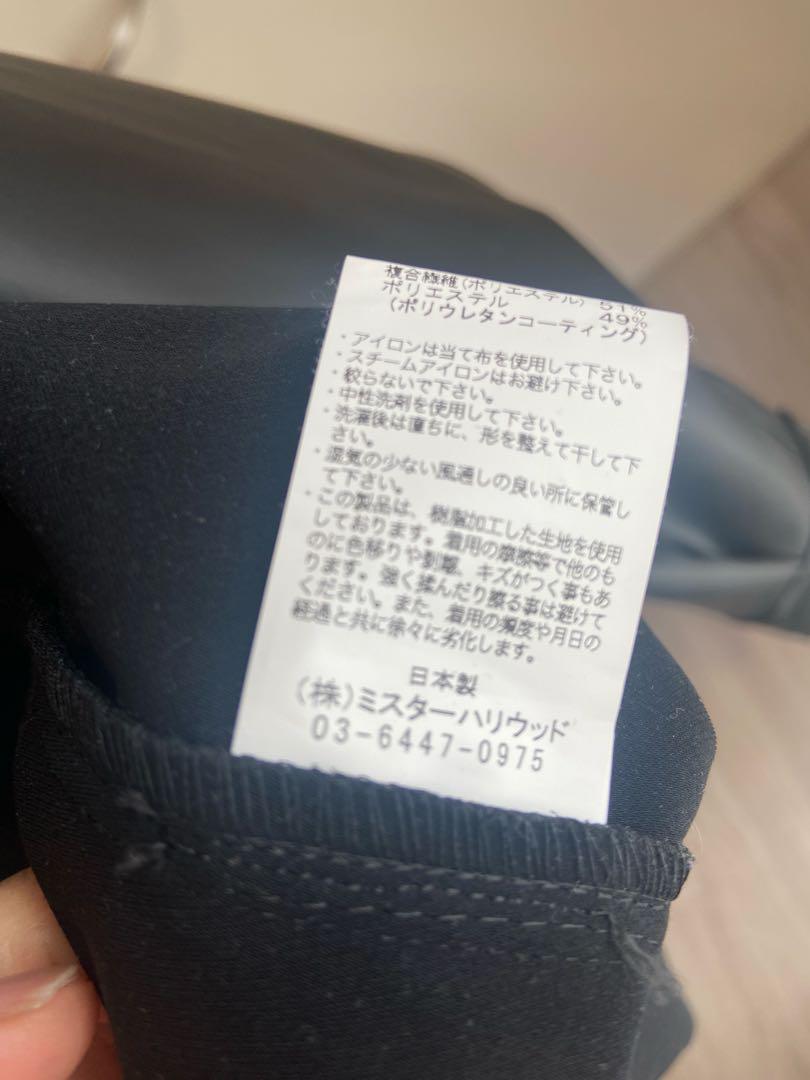 複合繊維(ポリエステル) 51%
ポリエステル 49%
(ポリウレタンコーティング)
・アイロンは当て布を使用して下さい。
・スチームアイロンはお避け下さい。
・絞らないで下さい。
・中性洗剤を使用して下さい。
・洗濯後は直ちに、形を整えて干して下
さい。
・湿気の少ない風通しの良い所に保管し
て下さい。
・この製品は、樹脂加工した生地を使用
しております。着用の摩擦等で他のも
のに色移りや剥離、キズがつく事もあ
ります。強く揉んだり擦る事は避けて
ください。また、着用の頻度や月日の
経過と共に徐々に劣化します。
日本製
(株)ミスターハリウッド
03-6447-0975